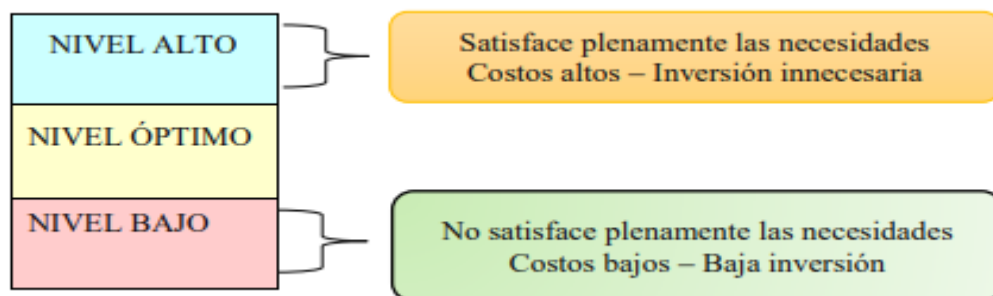 NIVEL ALTO
Satisface plenamente las necesidades
Costos altos – Inversión innecesaria
NIVEL ÓPTIMO
NIVEL BAJO
No satisface plenamente las necesidades
Costos bajos – Baja inversión